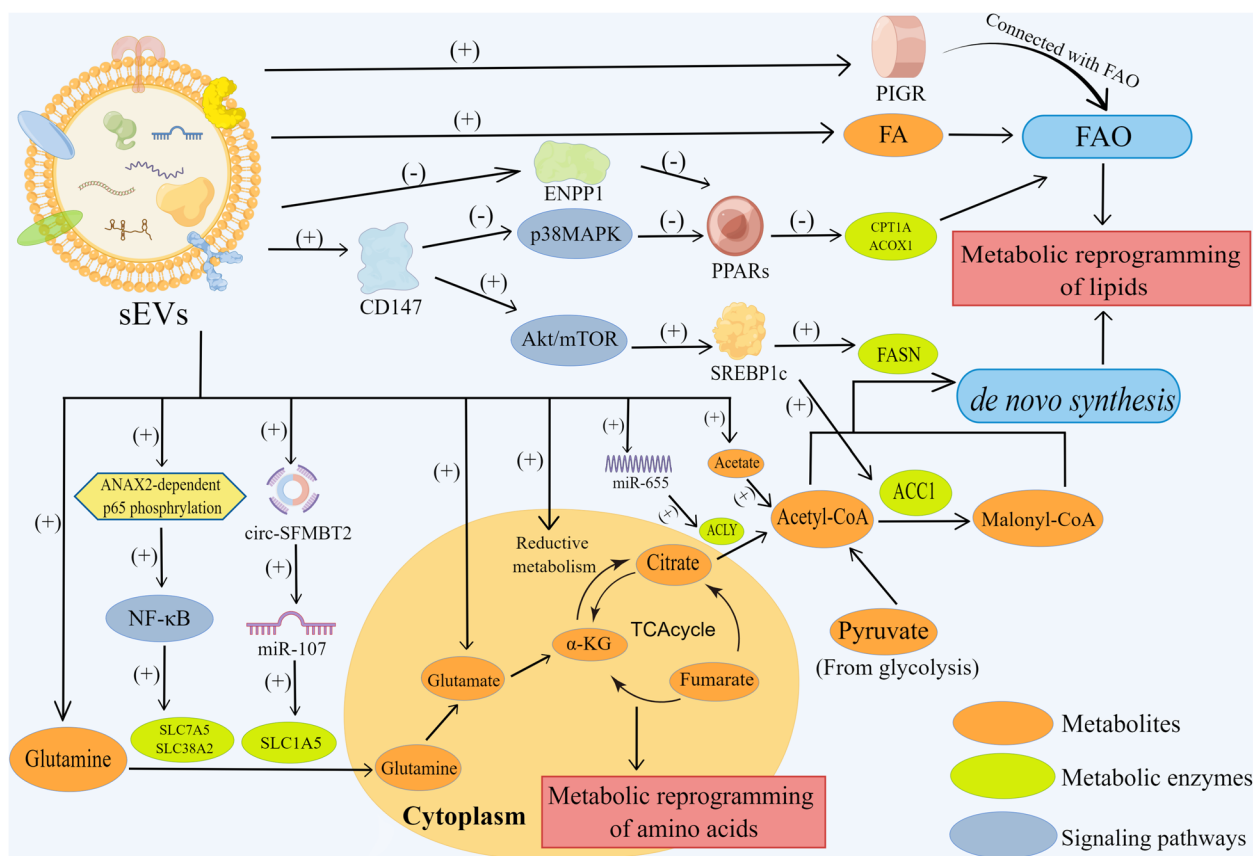 (+)
PIGR
Connected with FAO
(+)
FA
FAO
(-)
ENPP1
(-)
(+)
CD147
(-)
p38MAPK
(-)
PPARs
(-)
CPT1A
ACOX1
Metabolic reprogramming
of lipids
sEVs
(+)
Akt/mTOR
(+)
SREBP1c
(+)
FASN
(+)
de novo synthesis
(+)
(+)
ANAX2-dependent
p65 phosphrylation
(+)
NF-κB
(+)
SLC7A5
SLC38A2
(+)
circ-SFMBT2
(+)
miR-107
(+)
SLC1A5
(+)
(+)
(+)
miR-655
(+)
ACLY
(+)
Acetate
(+)
Acetyl-CoA
ACC1
Malonyl-CoA
Reductive
metabolism
Citrate
α-KG
TCAcycle
Glutamate
Fumarate
Pyruvate
(From glycolysis)
Glutamine
Glutamine
Cytoplasm
Metabolic reprogramming
of amino acids
Metabolites
Metabolic enzymes
Signaling pathways